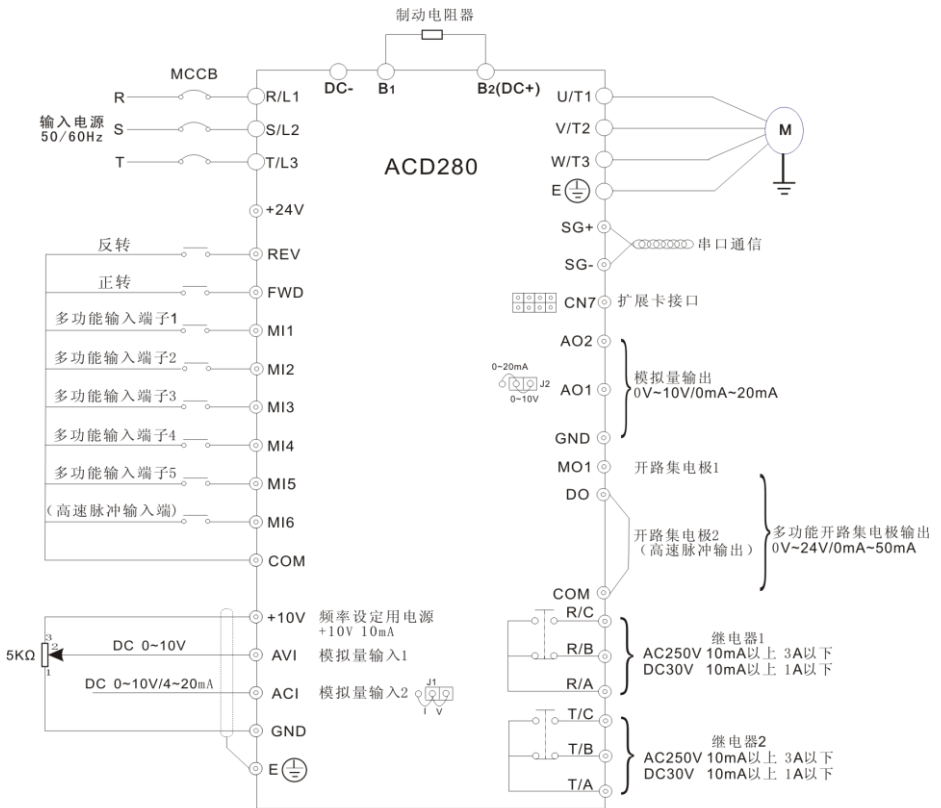 制动电阻器
DC-
B1
B2(DC+)
MCCB
R
R/L1
输入电源
50/60Hz
S
S/L2
T
T/L3
ACD280
U/T1
V/T2
W/T3
E
M
+24V
反转
REV
正转
FWD
多功能输入端子1
MI1
多功能输入端子2
MI2
多功能输入端子3
MI3
多功能输入端子4
MI4
多功能输入端子5
MI5
(高速脉冲输入端)
MI6
COM
SG+
SG-
串口通信
CN7
扩展卡接口
AO2
0~20mA
J2
0~10V
AO1
GND
模拟量输出
0V~10V/0mA~20mA
MO1
开路集电极1
DO
开路集电极2
(高速脉冲输出)
COM
多功能开路集电极输出
0V~24V/0mA~50mA
+10V
频率设定用电源
+10V 10mA
5KΩ
3
2
1
DC 0~10V
AVI
模拟量输入1
DC 0~10V/4~20mA
ACI
模拟量输入2
J1
I
V
GND
E
R/C
R/B
R/A
继电器1
AC250V 10mA以上 3A以下
DC30V 10mA以上 1A以下
T/C
T/B
T/A
继电器2
AC250V 10mA以上 3A以下
DC30V 10mA以上 1A以下